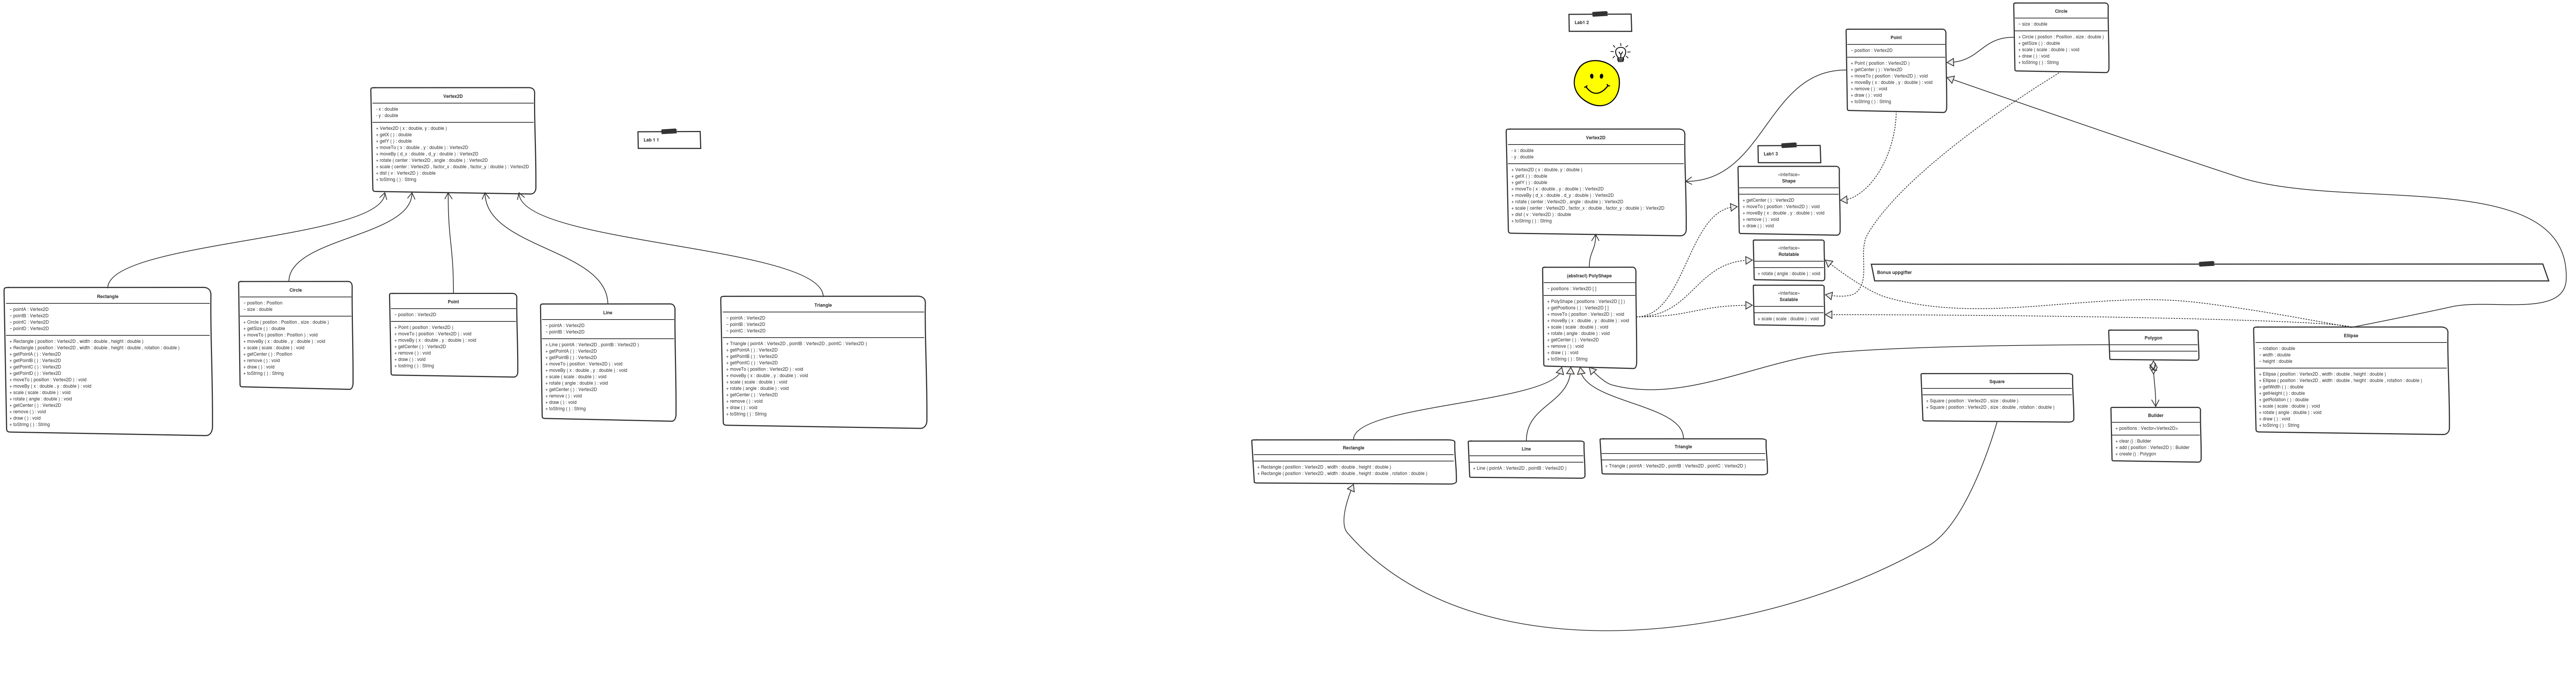 Vertex2D
- x : double
- y : double
+ Vertex2D ( x : double, y : double )
+ getX ( ) : double
+ getY ( ) : double
+ moveTo ( x : double , y : double ) : Vertex2D
+ moveBy ( d_x : double , d_y : double ) : Vertex2D
+ rotate ( center : Vertex2D , angle : double ) : Vertex2D
+ scale ( center : Vertex2D , factor_x : double , factor_y : double ) : Vertex2D
+ dist ( v : Vertex2D ) : double
+ toString ( ) : String
Lab 1 1
Rectangle
− pointA : Vertex2D
− pointB : Vertex2D
− pointC : Vertex2D
− pointD : Vertex2D
+ Rectangle ( position : Vertex2D , width : double , height : double )
+ Rectangle ( position : Vertex2D , width : double , height : double , rotation : double )
+ getPointA ( ) : Vertex2D
+ getPointB ( ) : Vertex2D
+ getPointC ( ) : Vertex2D
+ getPointD ( ) : Vertex2D
+ moveTo ( position : Vertex2D ) : void
+ moveBy ( x : double , y : double ) : void
+ scale ( scale : double ) : void
+ rotate ( angle : double ) : void
+ getCenter ( ) : Vertex2D
+ remove ( ) : void
+ draw ( ) : void
+ toString ( ) : String
Circle
− position : Position
− size : double
+ Circle ( position : Position , size : double )
+ getSize ( ) : double
+ moveTo ( position : Position ) : void
+ moveBy ( x : double , y : double ) : void
+ scale ( scale : double ) : void
+ getCenter ( ) : Position
+ remove ( ) : void
+ draw ( ) : void
+ toString ( ) : String
Point
− position : Vertex2D
+ Point ( position : Vertex2D )
+ moveTo ( position : Vertex2D ) : void
+ moveBy ( x : double , y : double ) : void
+ getCenter ( ) : Vertex2D
+ remove ( ) : void
+ draw ( ) : void
+ tostring ( ) : String
Line
− pointA : Vertex2D
− pointB : Vertex2D
+ Line ( pointA : Vertex2D , pointB : Vertex2D )
+ getPointA ( ) : Vertex2D
+ getPointB ( ) : Vertex2D
+ moveTo ( position : Vertex2D ) : void
+ moveBy ( x : double , y : double ) : void
+ scale ( scale : double ) : void
+ rotate ( angle : double ) : void
+ getCenter ( ) : Vertex2D
+ remove ( ) : void
+ draw ( ) : void
+ toString ( ) : String
Triangle
− pointA : Vertex2D
− pointB : Vertex2D
− pointC : Vertex2D
+ Triangle ( pointA : Vertex2D , pointB : Vertex2D , pointC : Vertex2D )
+ getPointA ( ) : Vertex2D
+ getPointB ( ) : Vertex2D
+ getPointC ( ) : Vertex2D
+ moveTo ( position : Vertex2D ) : void
+ moveBy ( x : double , y : double ) : void
+ scale ( scale : double ) : void
+ rotate ( angle : double ) : void
+ getCenter ( ) : Vertex2D
+ remove ( ) : void
+ draw ( ) : void
+ toString ( ) : String
Lab1 2
Vertex2D
- x : double
- y : double
+ Vertex2D ( x : double, y : double )
+ getX ( ) : double
+ getY ( ) : double
+ moveTo ( x : double , y : double ) : Vertex2D
+ moveBy ( d_x : double , d_y : double ) : Vertex2D
+ rotate ( center : Vertex2D , angle : double ) : Vertex2D
+ scale ( center : Vertex2D , factor_x : double , factor_y : double ) : Vertex2D
+ dist ( v : Vertex2D ) : double
+ toString ( ) : String
Point
− position : Vertex2D
+ Point ( position : Vertex2D )
+ getCenter ( ) : Vertex2D
+ moveTo ( position : Vertex2D ) : void
+ moveBy ( x : double , y : double ) : void
+ remove ( ) : void
+ draw ( ) : void
+ toString ( ) : String
Circle
− size : double
+ Circle ( position : Position , size : double )
+ getSize ( ) : double
+ scale ( scale : double ) : void
+ draw ( ) : void
+ toString ( ) : String
Lab1 3
«interface»
Shape
+ getCenter ( ) : Vertex2D
+ moveTo ( position : Vertex2D ) : void
+ moveBy ( x : double , y : double ) : void
+ remove ( ) : void
+ draw ( ) : void
«interface»
Rotatable
+ rotate ( angle : double ) : void
«interface»
Scalable
+ scale ( scale : double ) : void
(abstract) PolyShape
− positions : Vertex2D [ ]
+ PolyShape ( positions : Vertex2D [ ] )
+ getPositions ( ) : Vertex2D [ ]
+ moveTo ( position : Vertex2D ) : void
+ moveBy ( x : double , y : double ) : void
+ scale ( scale : double ) : void
+ rotate ( angle : double ) : void
+ getCenter ( ) : Vertex2D
+ remove ( ) : void
+ draw ( ) : void
+ toString ( ) : String
Rectangle
+ Rectangle ( position : Vertex2D , width : double , height : double )
+ Rectangle ( position : Vertex2D , width : double , height : double , rotation : double )
Line
+ Line ( pointA : Vertex2D , pointB : Vertex2D )
Triangle
+ Triangle ( pointA : Vertex2D , pointB : Vertex2D , pointC : Vertex2D )
Bonus uppgifter
Square
+ Square ( position : Vertex2D , size : double )
+ Square ( position : Vertex2D , size : double , rotation : double )
Polygon
Builder
+ positions : Vector<Vertex2D>
+ clear () : Builder
+ add ( position : Vertex2D ) : Builder
+ create () : Polygon
Ellipse
− rotation : double
− width : double
− height : double
+ Ellipse ( position : Vertex2D , width : double , height : double )
+ Ellipse ( position : Vertex2D , width : double , height : double , rotation : double )
+ getWidth ( ) : double
+ getHeight ( ) : double
+ getRotation ( ) : double
+ scale ( scale : double ) : void
+ rotate ( angle : double ) : void
+ draw ( ) : void
+ toString ( ) : String